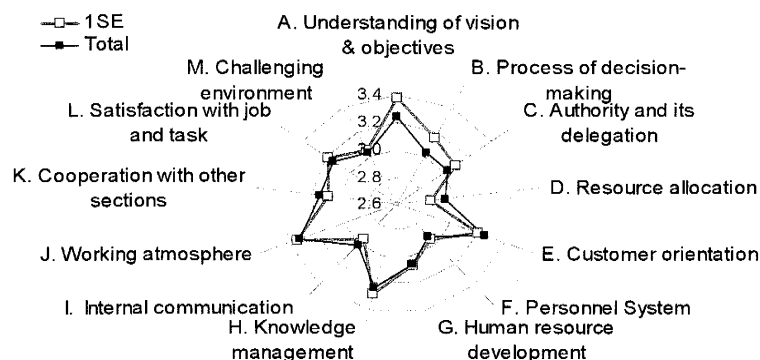 1SE
Total
A. Understanding of vision
& objectives
B. Process of decision-
making
C. Authority and its
delegation
D. Resource allocation
E. Customer orientation
F. Personnel System
G. Human resource
development
H. Knowledge
management
I. Internal communication
J. Working atmosphere
K. Cooperation with other
sections
L. Satisfaction with job
and task
M. Challenging
environment
3.4
3.2
2.8
2.6